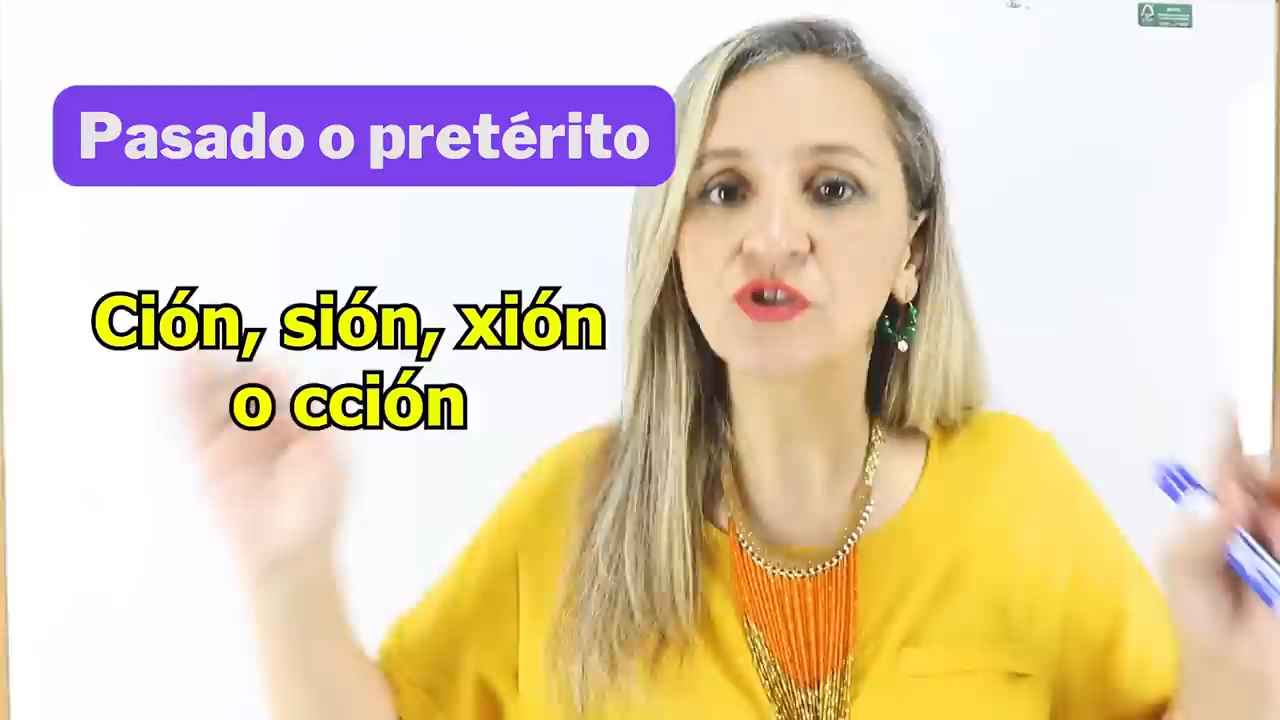 Pasado o pretérito
Ción, sión, xión
o cción